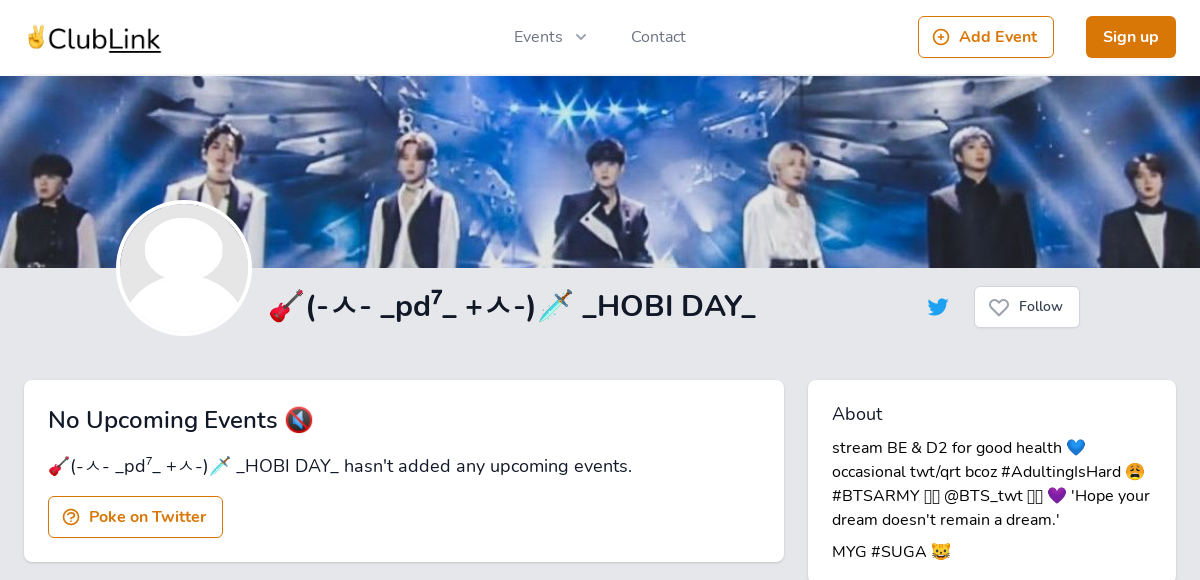 ✌️ClubLink
Events
Contact
Add Event
Sign up
🎸(-ㅅ- _pd⁷_ +ㅅ-)🗡️ _HOBI DAY_
Follow
No Upcoming Events 🔇
🎸(-ㅅ- _pd⁷_ +ㅅ-)🗡️ _HOBI DAY_ hasn't added any upcoming events.
Poke on Twitter
About
stream BE & D2 for good health 💙
occasional twt/qrt bcoz #AdultingIsHard 😩
#BTSARMY ▯▯ @BTS_twt ▯▯ 💜 'Hope your
dream doesn't remain a dream.'
MYG #SUGA 😺